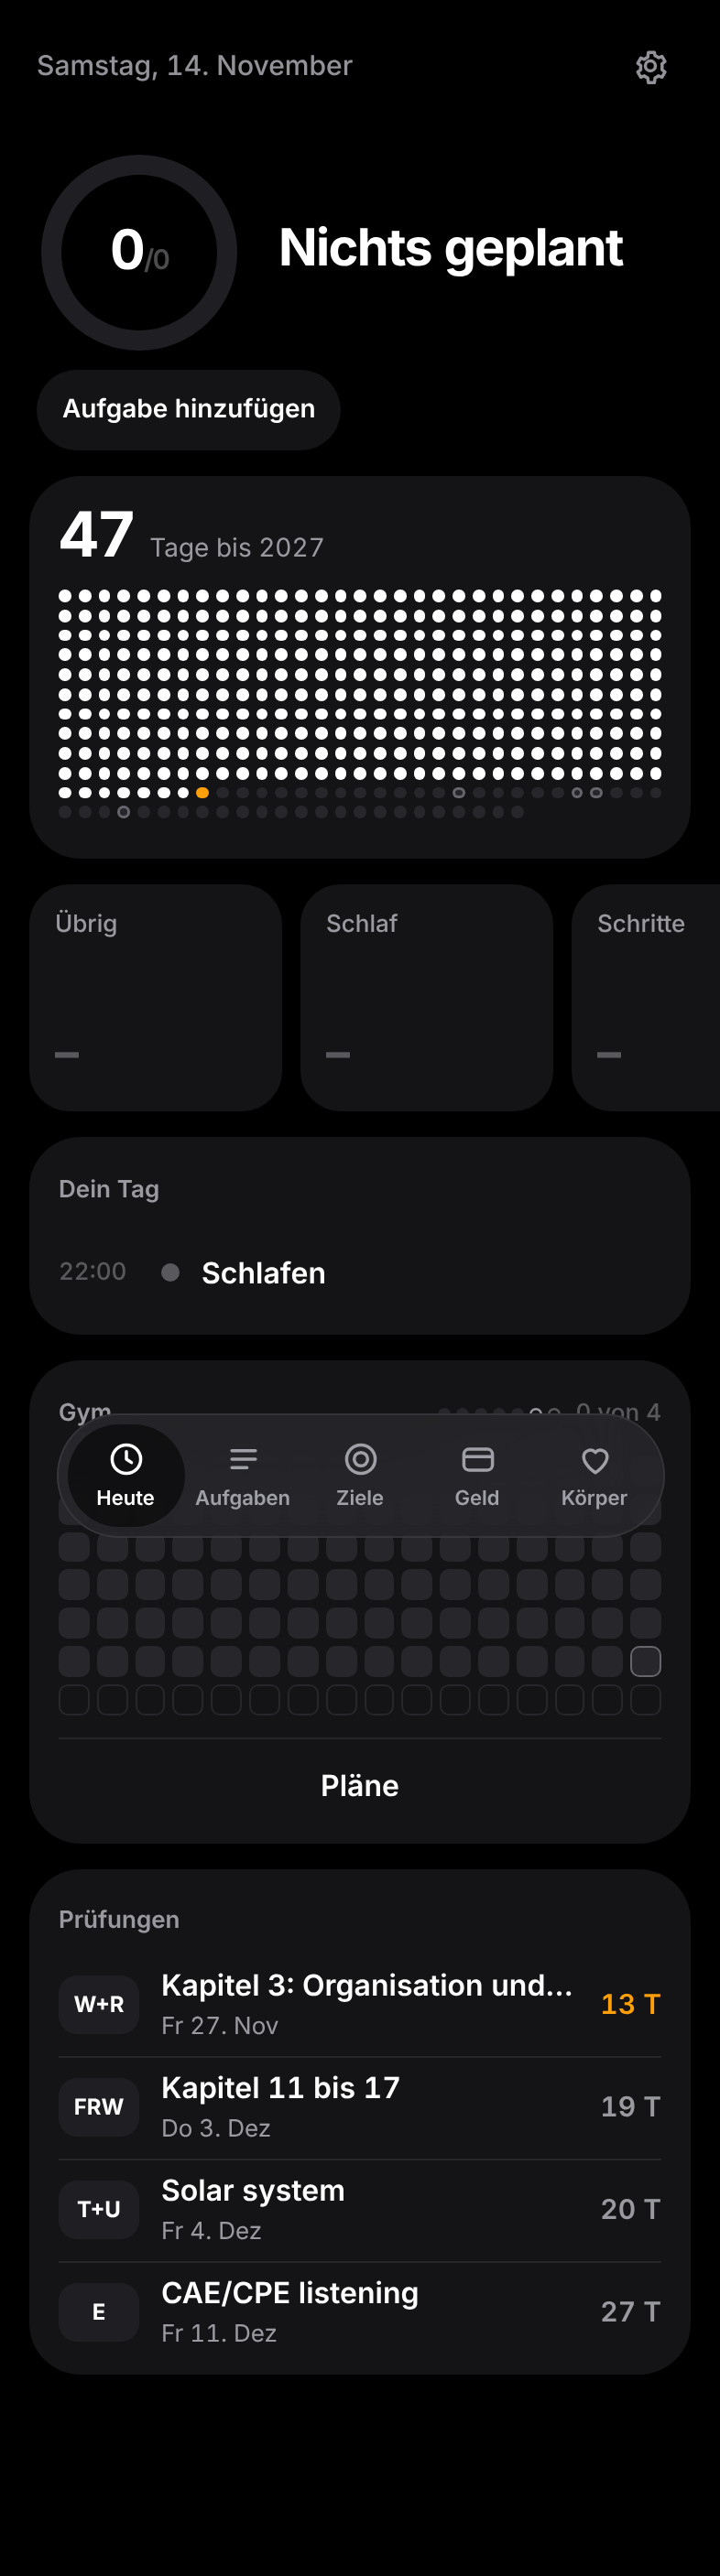 Samstag, 14. November
0/0
Nichts geplant
Aufgabe hinzufügen
47 Tage bis 2027
Übrig
Schlaf
Schritte
–
–
–
Dein Tag
22:00 Schlafen
Gym 0 von 4
Heute
Aufgaben
Ziele
Geld
Körper
Pläne
Prüfungen
W+R
Kapitel 3: Organisation und...
Fr 27. Nov
13 T
FRW
Kapitel 11 bis 17
Do 3. Dez
19 T
T+U
Solar system
Fr 4. Dez
20 T
E
CAE/CPE listening
Fr 11. Dez
27 T